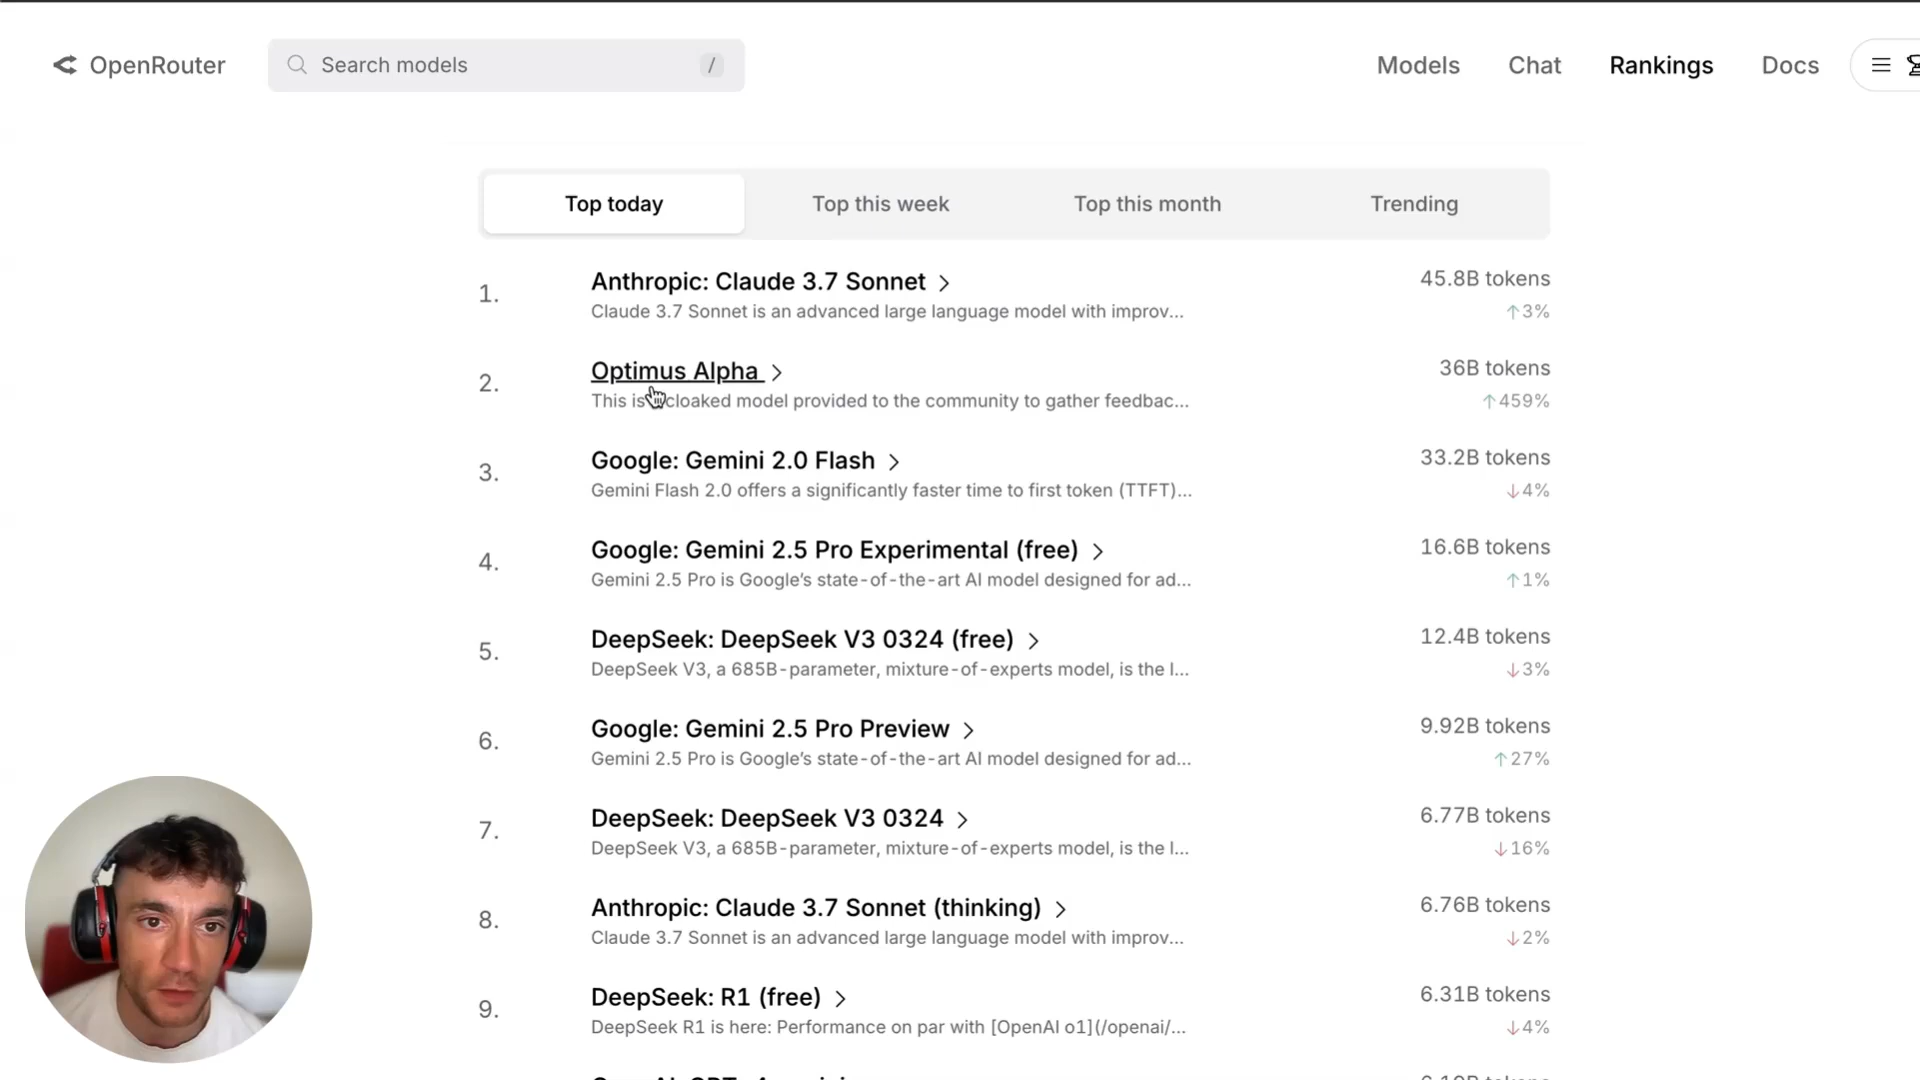 OpenRouter
Search models
/
Models
Chat
Rankings
Docs
Top today
Top this week
Top this month
Trending
1.
Anthropic: Claude 3.7 Sonnet
Claude 3.7 Sonnet is an advanced large language model with improv...
45.8B tokens
↑3%
2.
Optimus Alpha
This is cloaked model provided to the community to gather feedbac...
36B tokens
↑459%
3.
Google: Gemini 2.0 Flash
Gemini Flash 2.0 offers a significantly faster time to first token (TTFT)...
33.2B tokens
↓4%
4.
Google: Gemini 2.5 Pro Experimental (free)
Gemini 2.5 Pro is Google’s state-of-the-art AI model designed for ad...
16.6B tokens
↑1%
5.
DeepSeek: DeepSeek V3 0324 (free)
DeepSeek V3, a 685B-parameter, mixture-of-experts model, is the l...
12.4B tokens
↓3%
6.
Google: Gemini 2.5 Pro Preview
Gemini 2.5 Pro is Google’s state-of-the-art AI model designed for ad...
9.92B tokens
↑27%
7.
DeepSeek: DeepSeek V3 0324
DeepSeek V3, a 685B-parameter, mixture-of-experts model, is the l...
6.77B tokens
↓16%
8.
Anthropic: Claude 3.7 Sonnet (thinking)
Claude 3.7 Sonnet is an advanced large language model with improv...
6.76B tokens
↓2%
9.
DeepSeek: R1 (free)
DeepSeek R1 is here: Performance on par with [OpenAI o1](/openai/...
6.31B tokens
↓4%